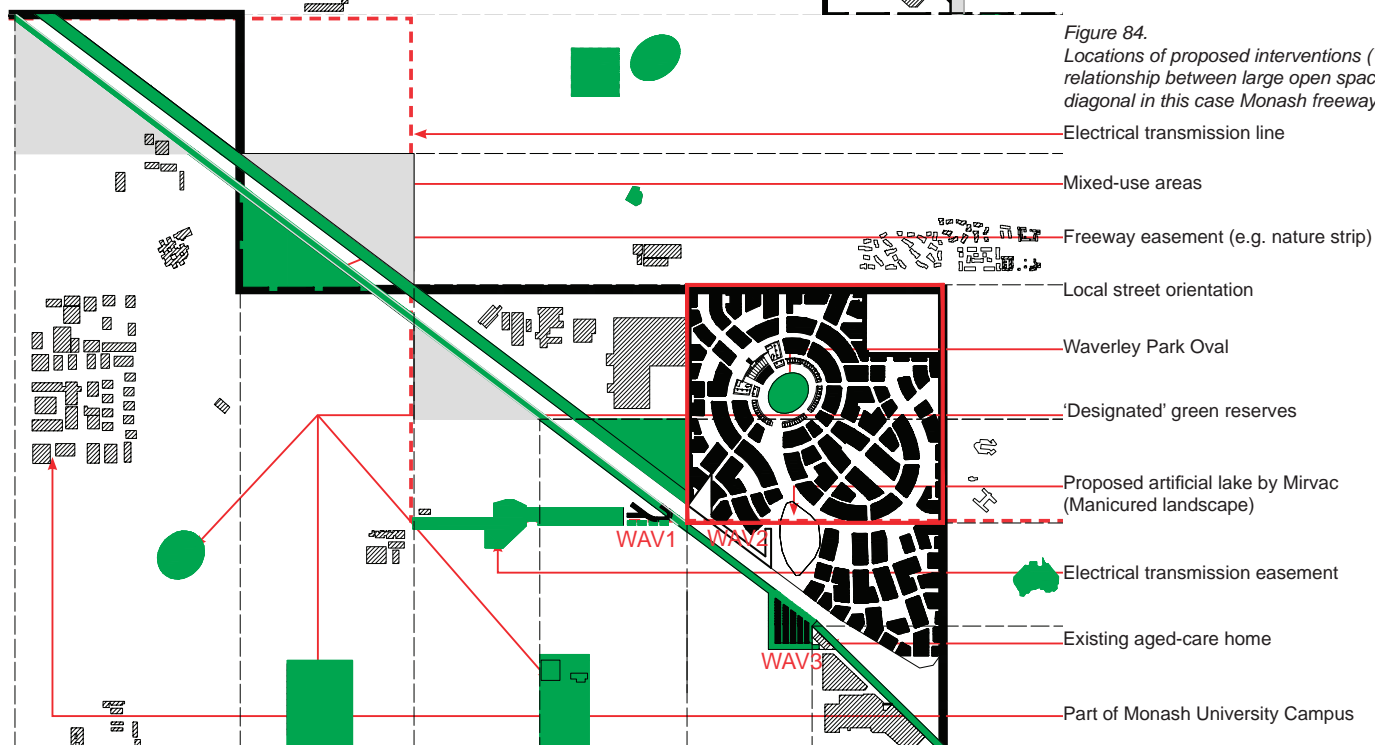 Figure 84.
Locations of proposed interventions (
relationship between large open spac
diagonal in this case Monash freeway
Electrical transmission line
Mixed-use areas
Freeway easement (e.g. nature strip)
Local street orientation
Waverley Park Oval
‘Designated’ green reserves
Proposed artificial lake by Mirvac
(Manicured landscape)
WAV1
WAV2
Electrical transmission easement
Existing aged-care home
WAV3
Part of Monash University Campus